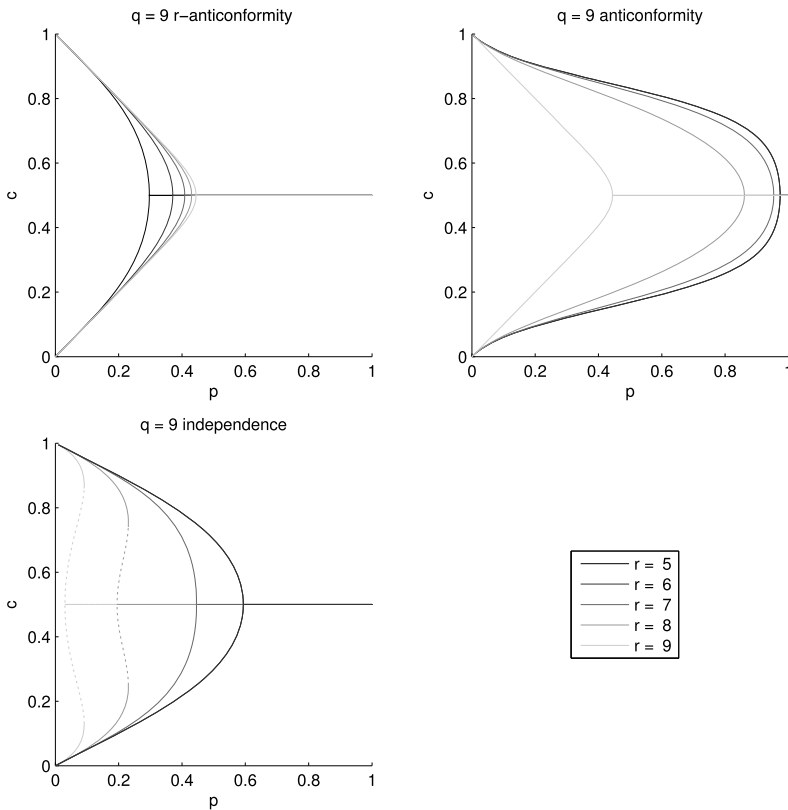 q = 9 r−anticonformity
1
0.8
0.6
c
0.4
0.2
0
0 0.2 0.4 0.6 0.8 1
p
q = 9 anticonformity
1
0.8
0.6
c
0.4
0.2
0
0 0.2 0.4 0.6 0.8 1
p
q = 9 independence
1
0.8
0.6
c
0.4
0.2
0
0 0.2 0.4 0.6 0.8 1
p
r = 5
r = 6
r = 7
r = 8
r = 9